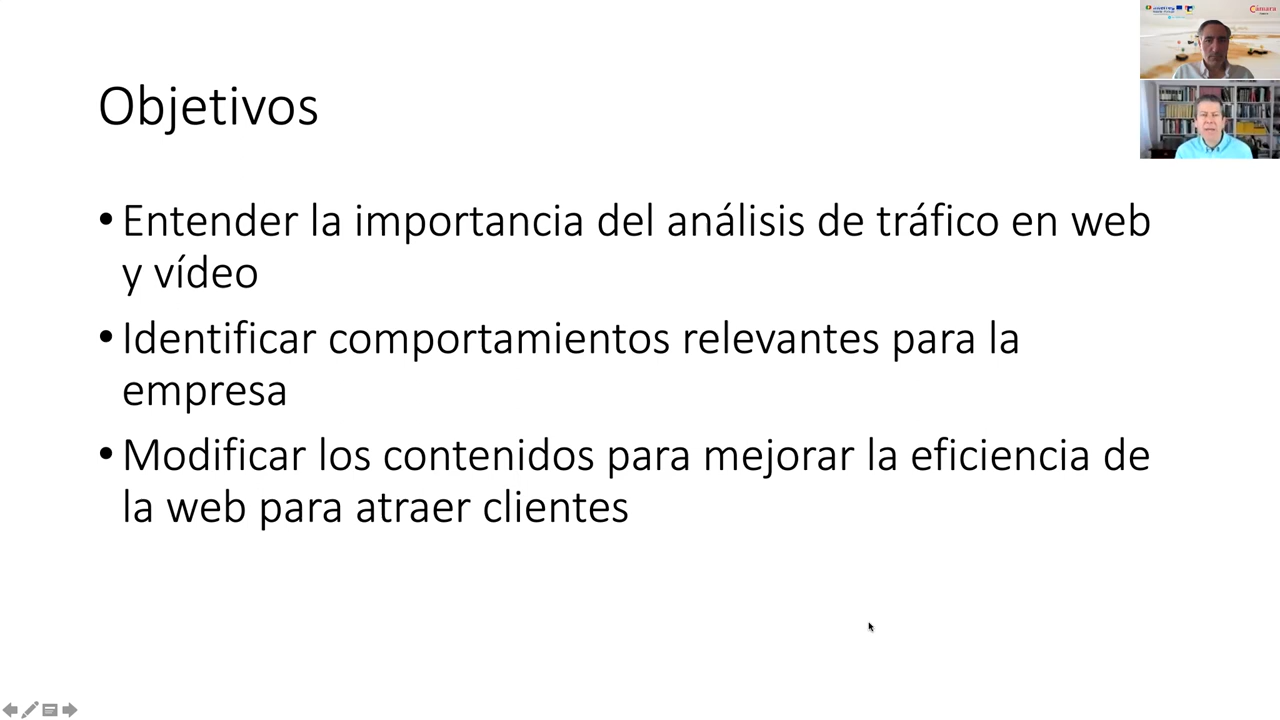 Cámara
Objetivos
• Entender la importancia del análisis de tráfico en web
y vídeo
• Identificar comportamientos relevantes para la
empresa
• Modificar los contenidos para mejorar la eficiencia de
la web para atraer clientes